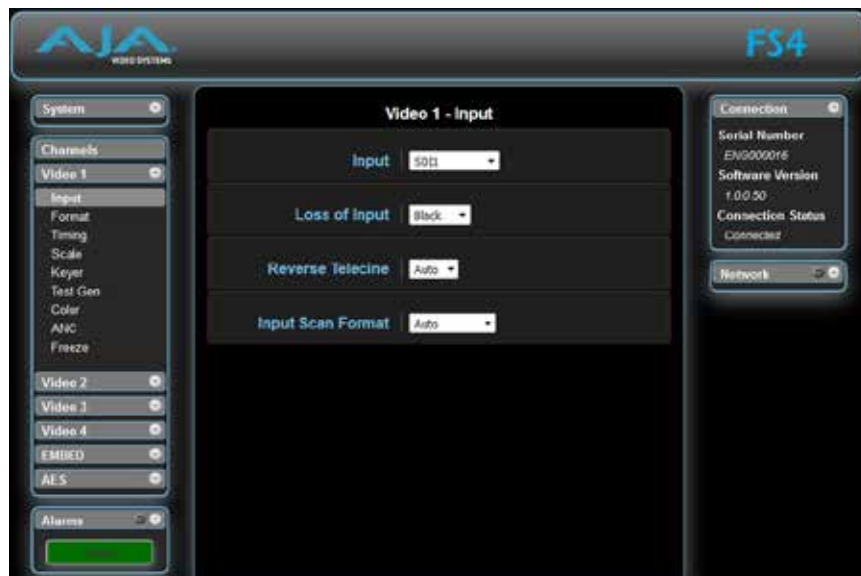 AJA
VIDEO SYSTEMS
FS4
System
Channels
Video 1
Input
Format
Timing
Scale
Keyer
Test Gen
Color
ANC
Freeze
Video 2
Video 3
Video 4
EMBED
AES
Alarms
Video 1 - Input
Input SDI1
Loss of Input Black
Reverse Telecine Auto
Input Scan Format Auto
Connection
Serial Number
ENG000016
Software Version
1.0.0.50
Connection Status
Connected
Network